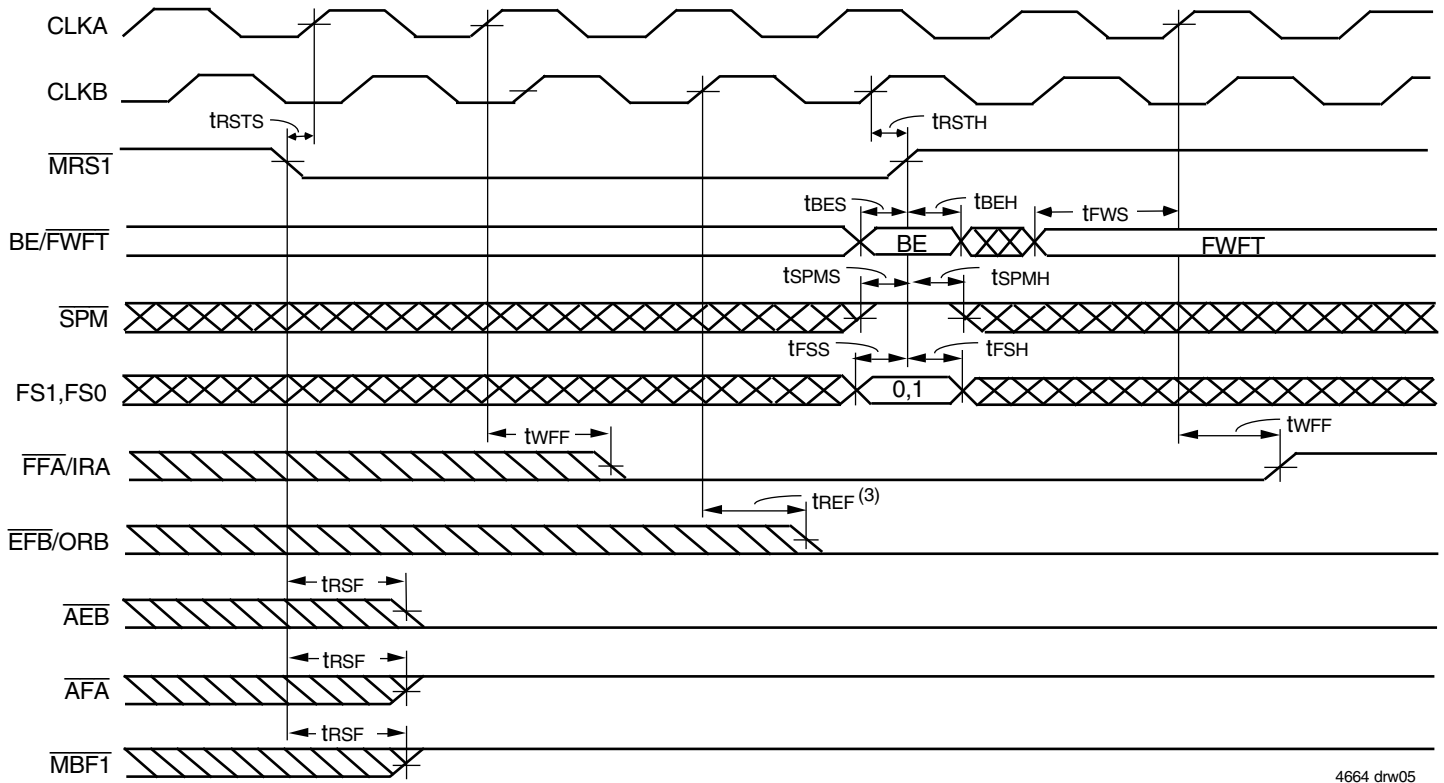 CLKA
CLKB
tRSTS
tRSTH
MRS1
tBES
tBEH
tFWS
BE/FWFT
BE
FWFT
tSPMS
tSPMH
SPM
tFSS
tFSH
FS1,FS0
0,1
tWFF
tWFF
FFA/IRA
tREF (3)
EFB/ORB
tRSF
AEB
tRSF
AFA
tRSF
MBF1
4664 drw05